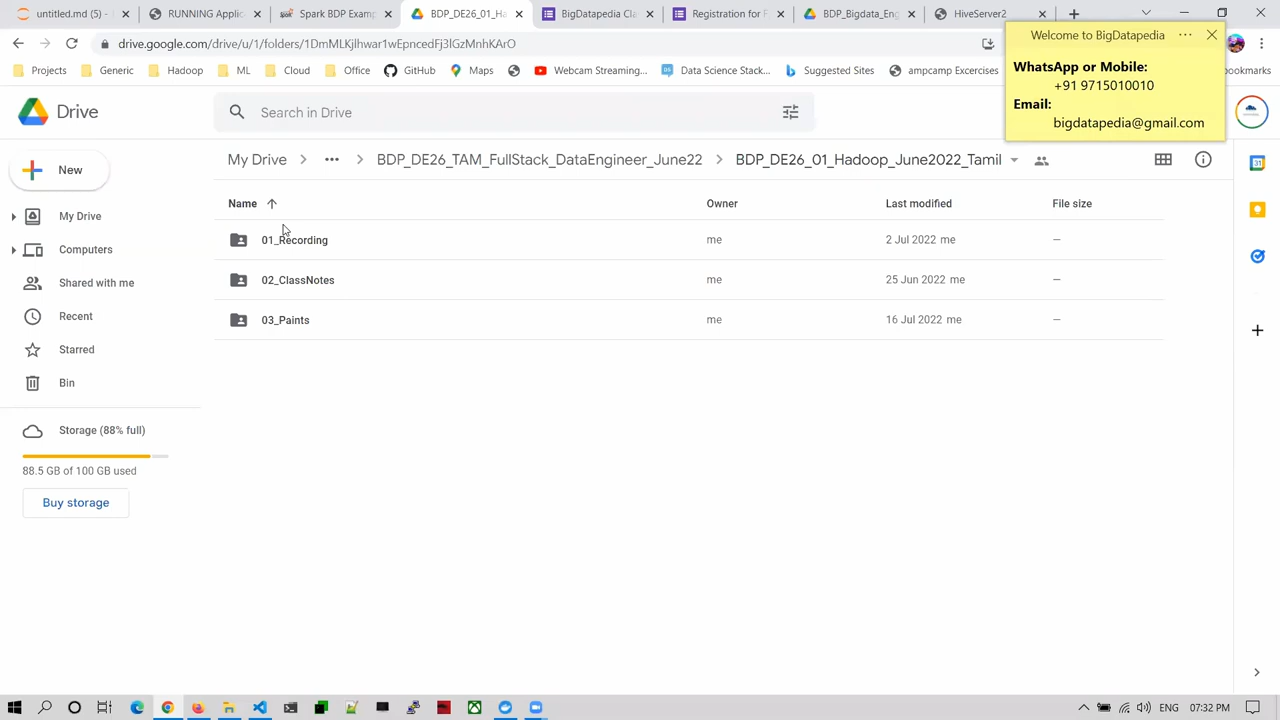 untitled.md (5) - J
RUNNING Applica
Spark BDP Examp
BDP_DE26_01_Ha
BigDatapedia Cla
Registration for F
BDP_Bigdata_Eng
HiveServer2
drive.google.com/drive/u/1/folders/1DmMLKjlhwar1wEpncedFj3lGzMnhKArO
Projects
Generic
Hadoop
ML
Cloud
Office
GitHub
Maps
Webcam Streaming...
Data Science Stack...
Suggested Sites
ampcamp Excercises
bookmarks
Welcome to BigDatapedia
WhatsApp or Mobile:
+91 9715010010
Email:
bigdatapedia@gmail.com
Drive
Search in Drive
New
My Drive
Computers
Shared with me
Recent
Starred
Bin
Storage (88% full)
88.5 GB of 100 GB used
Buy storage
My Drive > ... > BDP_DE26_TAM_FullStack_DataEngineer_June22 > BDP_DE26_01_Hadoop_June2022_Tamil
Name Owner Last modified File size
01_Recording me 2 Jul 2022 me —
02_ClassNotes me 25 Jun 2022 me —
03_Paints me 16 Jul 2022 me —
31
ENG 07:32 PM